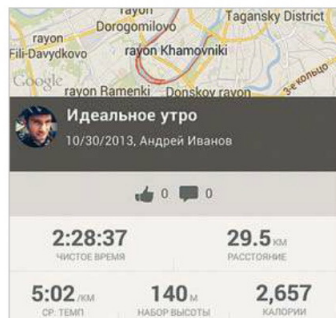 rayon
Dorogomilovo
Tagansky District
rayon
Fili-Davydkovo
rayon Khamovniki
Google
3-е кольцо
rayon Ramenki
Donskoy rayon
Идеальное утро
10/30/2013, Андрей Иванов
0 0
2:28:37
ЧИСТОЕ ВРЕМЯ
29.5 КМ
РАССТОЯНИЕ
5:02 /КМ
СР. ТЕМП
140 М
НАБОР ВЫСОТЫ
2,657
КАЛОРИИ